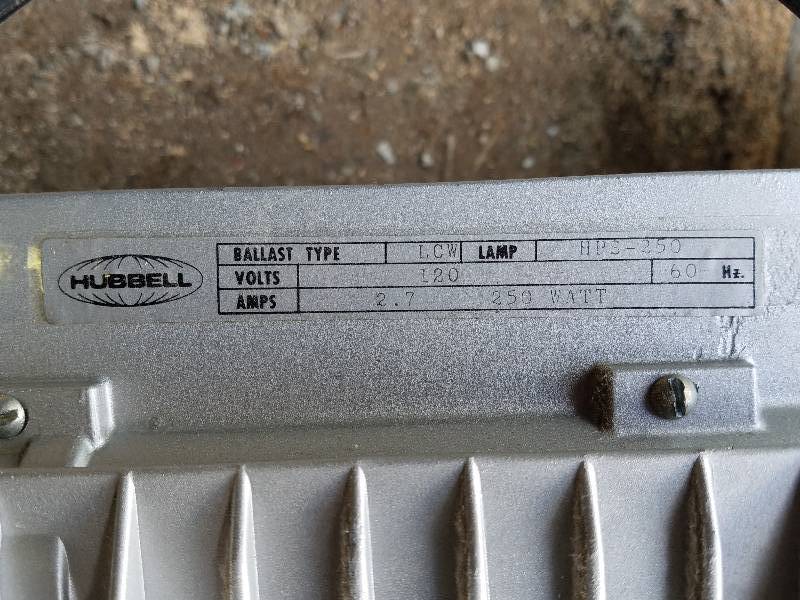 HUBBELL
BALLAST TYPE LCW LAMP HPS-250
VOLTS 120 60 Hz.
AMPS 2.7 250 WATT